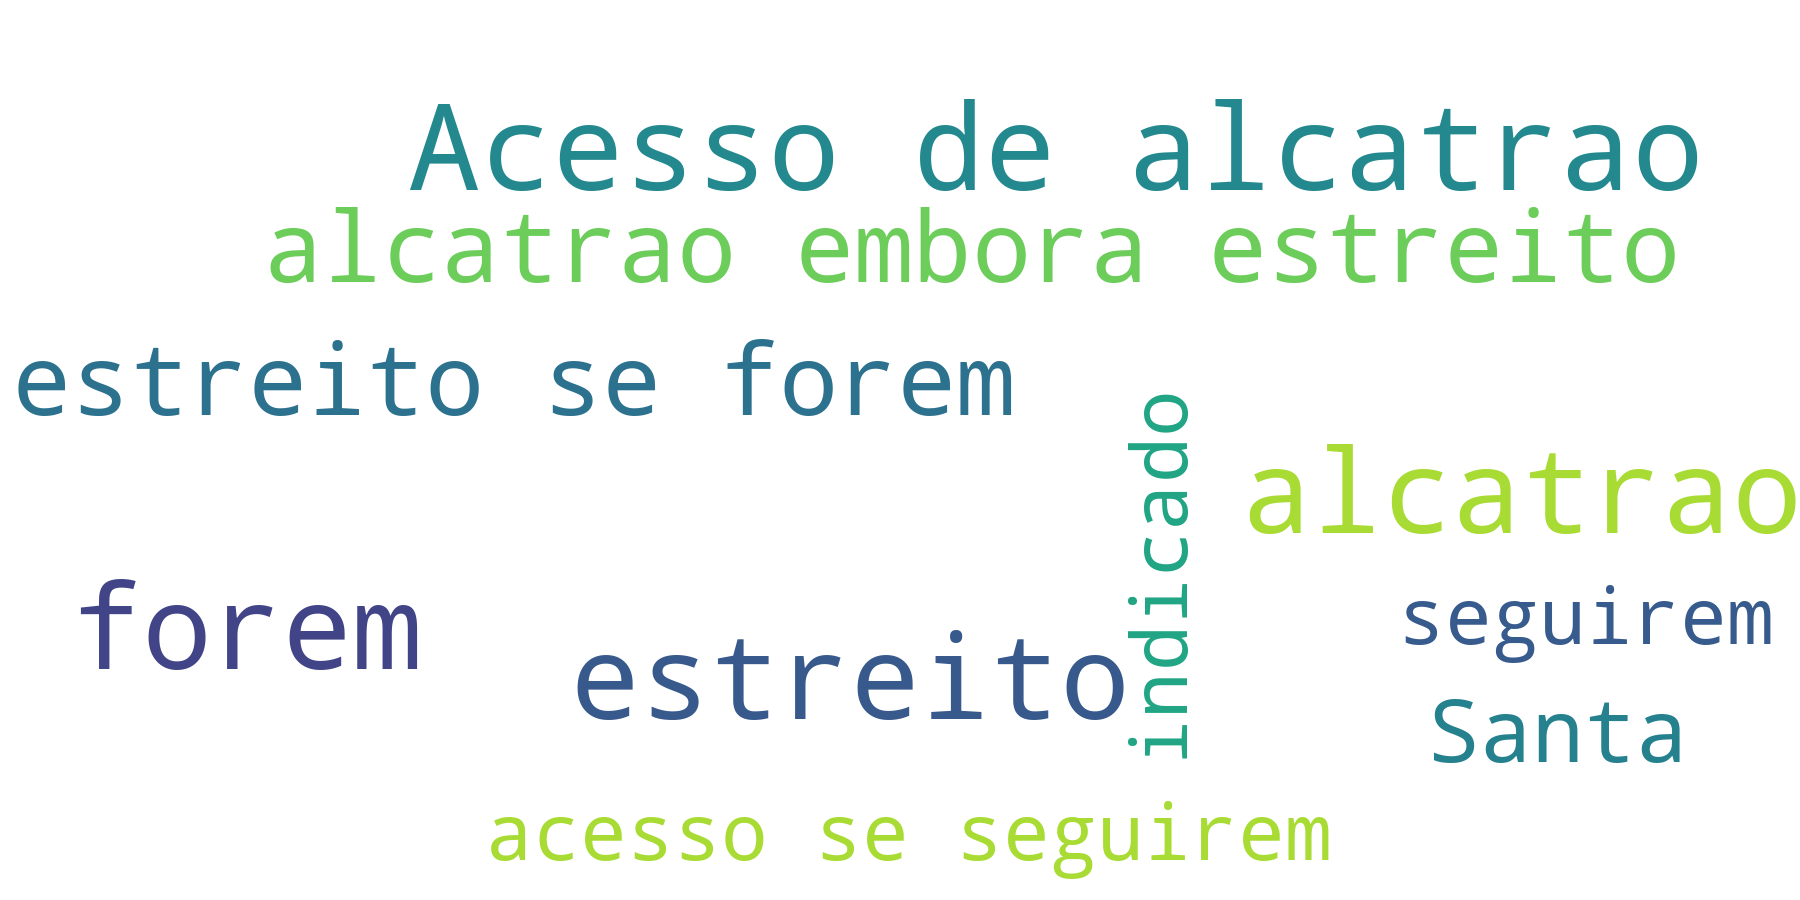 Acesso de alcatrao
alcatrao embora estreito
estreito se forem
indicado
alcatrao
forem
seguirem
estreito
Santa
acesso se seguirem